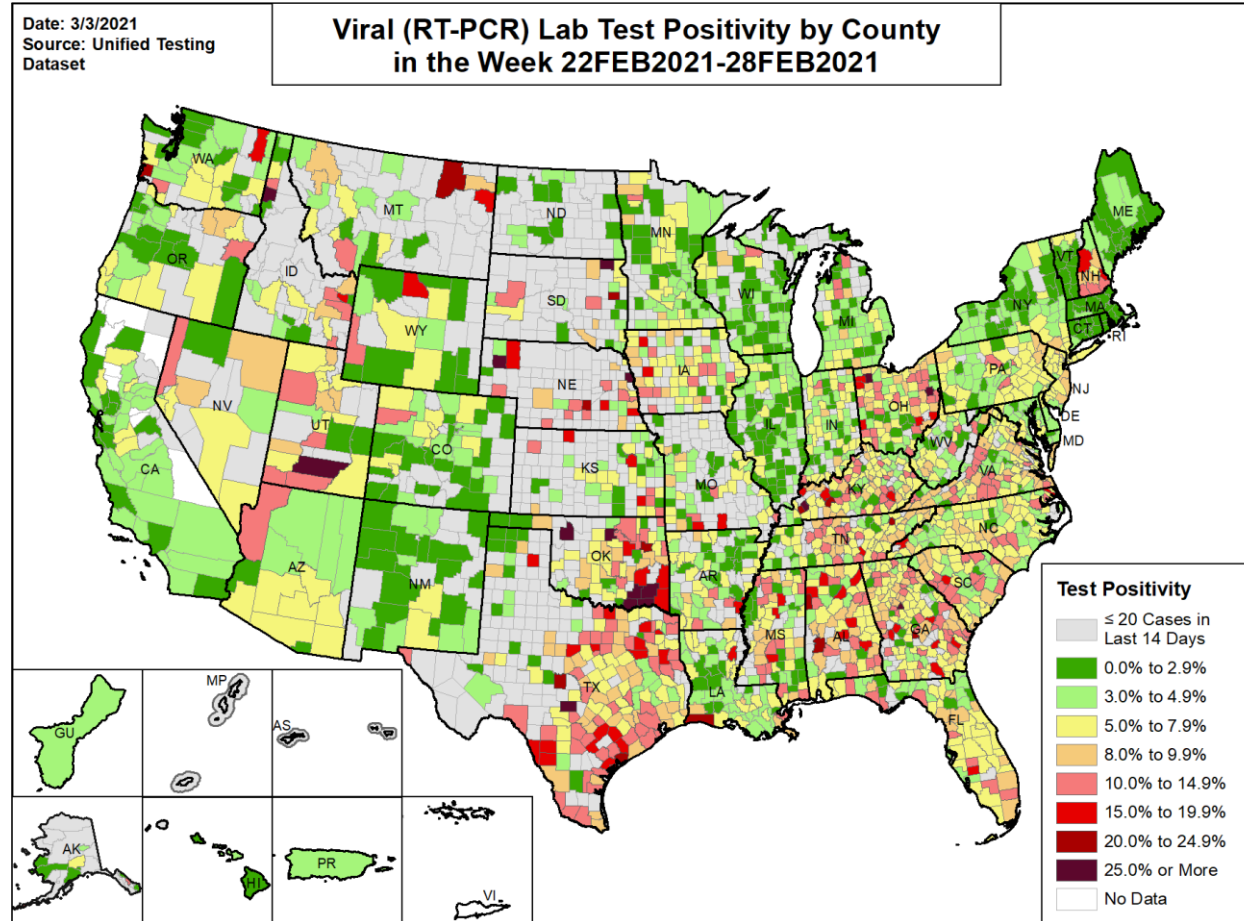 Date: 3/3/2021
Source: Unified Testing
Dataset
Viral (RT-PCR) Lab Test Positivity by County
in the Week 22FEB2021-28FEB2021
WA
MT
ND
MN
ME
OR
ID
SD
WI
MI
VT
NH
NY
MA
CT
RI
WY
IA
NE
PA
NJ
NV
UT
CO
IL
IN
OH
DE
MD
WV
CA
KS
MO
KY
VA
NC
TN
AZ
NM
OK
AR
SC
MS
AL
GA
TX
LA
FL
GU
MP
AS
AK
HI
PR
VI
Test Positivity
≤ 20 Cases in
Last 14 Days
0.0% to 2.9%
3.0% to 4.9%
5.0% to 7.9%
8.0% to 9.9%
10.0% to 14.9%
15.0% to 19.9%
20.0% to 24.9%
25.0% or More
No Data